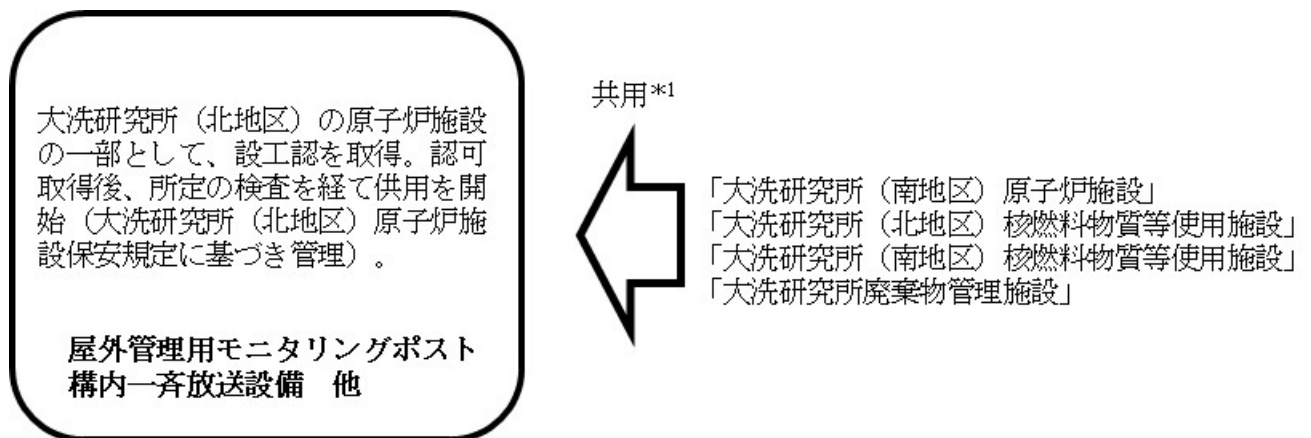 大洗研究所（北地区）の原子炉施設
の一部として、設工認を取得。認可
取得後、所定の検査を経て供用を開
始（大洗研究所（北地区）原子炉施
設保安規定に基づき管理）。
屋外管理用モニタリングポスト
構内一斉放送設備　他
共用*1
「大洗研究所（南地区）原子炉施設」
「大洗研究所（北地区）核燃料物質等使用施設」
「大洗研究所（南地区）核燃料物質等使用施設」
「大洗研究所廃棄物管理施設」